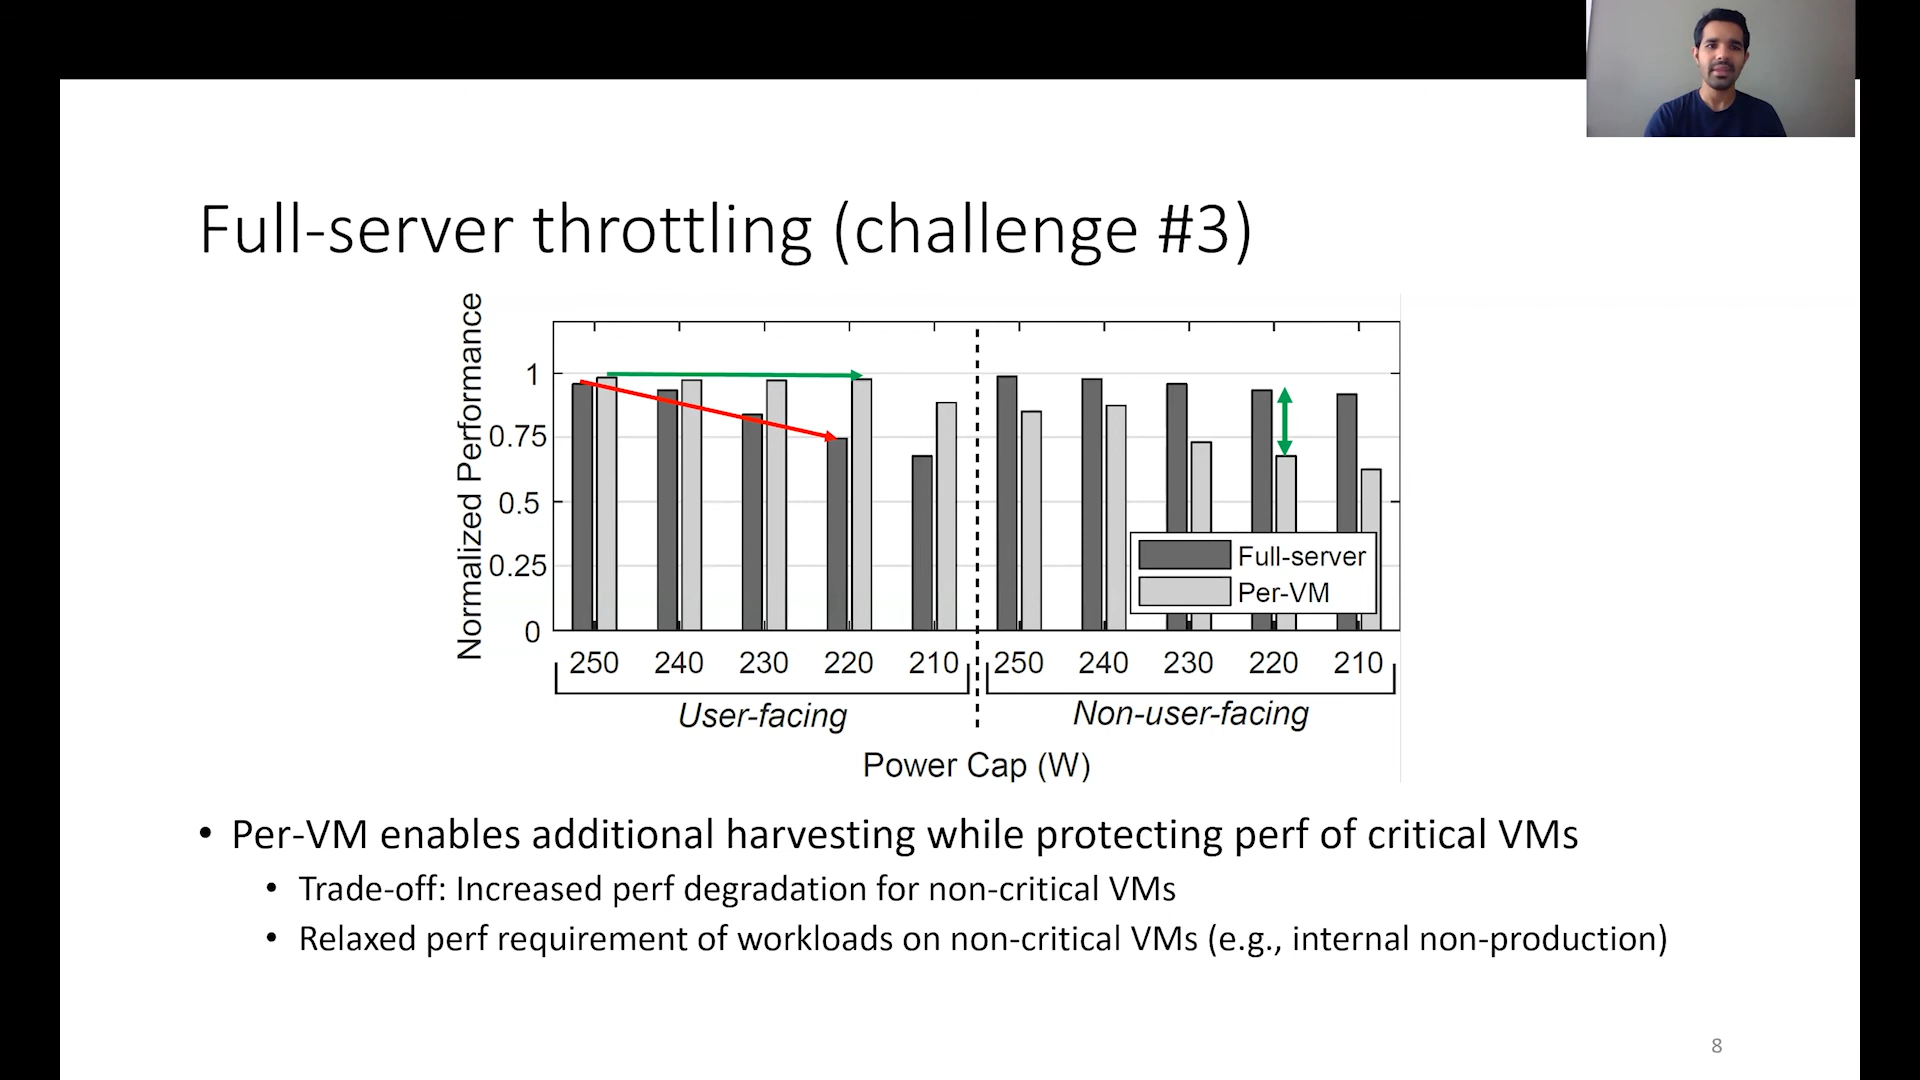 Full-server throttling (challenge #3)
Normalized Performance
1
0.75
0.5
0.25
0
Full-server
Per-VM
250 240 230 220 210 250 240 230 220 210
User-facing Non-user-facing
Power Cap (W)
• Per-VM enables additional harvesting while protecting perf of critical VMs
• Trade-off: Increased perf degradation for non-critical VMs
• Relaxed perf requirement of workloads on non-critical VMs (e.g., internal non-production)
8